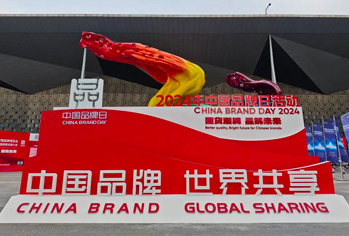 2024年中国品牌日活动
CHINA BRAND DAY 2024
国货潮牌 品筑未来
Better quality, Bright future for Chinese brands
中国品牌日
CHINA BRAND DAY
中国品牌 世界共享
CHINA BRAND GLOBAL SHARING